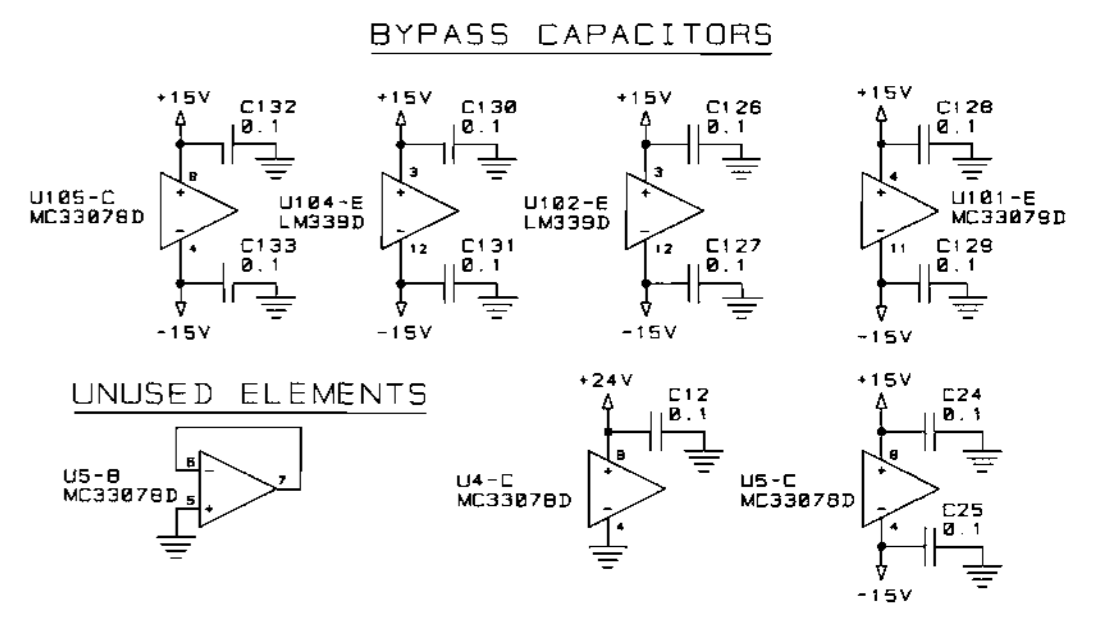 BYPASS CAPACITORS
+15V
C132
0.1
8
+
U105-C
MC33078D
-
4
C133
0.1
-15V
+15V
C130
0.1
3
+
U104-E
LM339D
-
12
C131
0.1
-15V
+15V
C126
0.1
3
+
U102-E
LM339D
-
12
C127
0.1
-15V
+15V
C128
0.1
4
+
U101-E
MC33079D
-
11
C129
0.1
-15V
UNUSED ELEMENTS
6
-
7
U5-B
MC33078D
5
+
+24V
C12
0.1
8
+
U4-C
MC33078D
-
4
+15V
C24
0.1
8
+
U5-C
MC33078D
-
4
C25
0.1
-15V